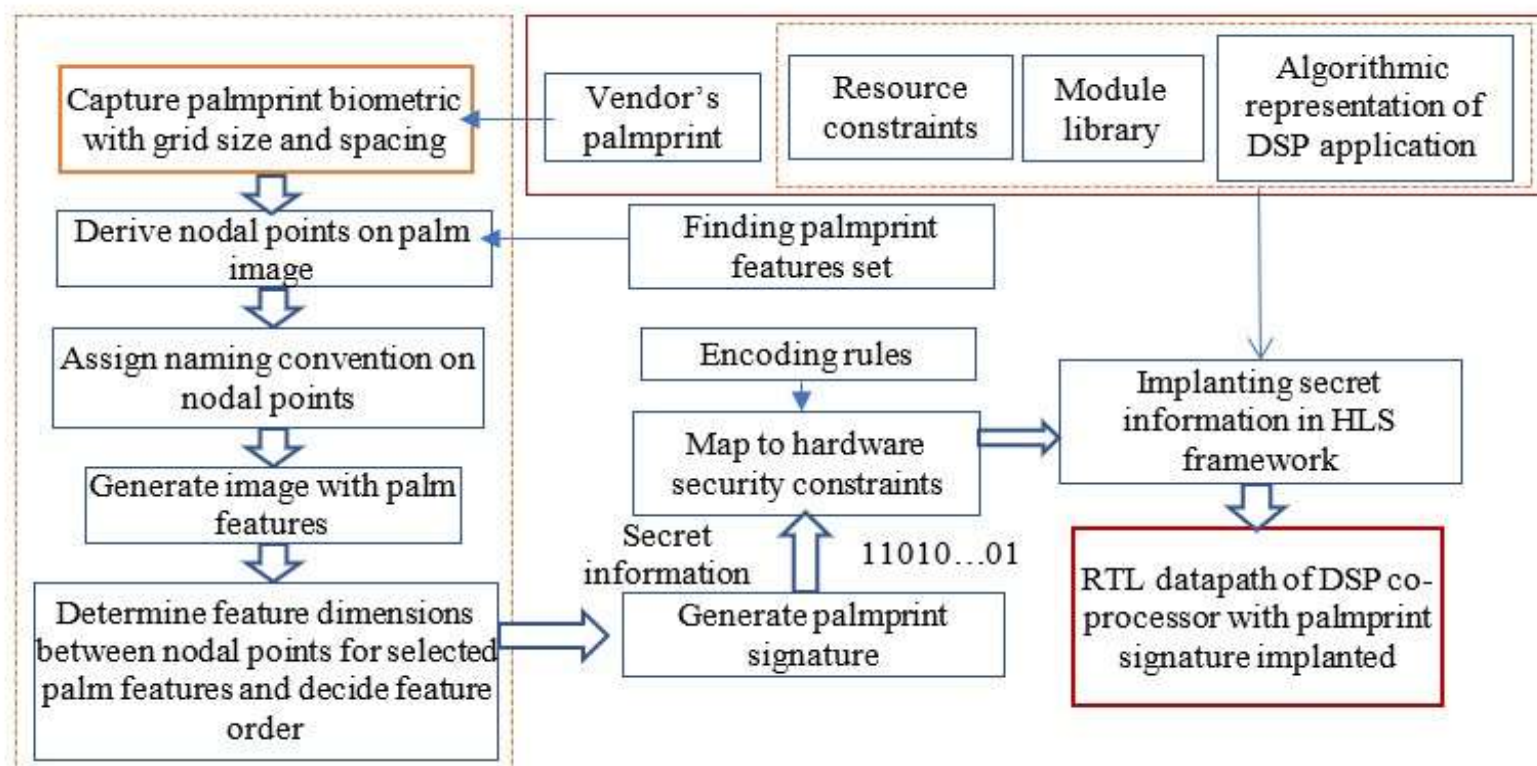 Capture palmprint biometric
with grid size and spacing
Vendor's
palmprint
Resource
constraints
Module
library
Algorithmic
representation of
DSP application
Derive nodal points on palm
image
Finding palmprint
features set
Assign naming convention on
nodal points
Encoding rules
Generate image with palm
features
Map to hardware
security constraints
Implanting secret
information in HLS
framework
Secret
information
11010...01
Determine feature dimensions
between nodal points for selected
palm features and decide feature
order
Generate palmprint
signature
RTL datapath of DSP co-
processor with palmprint
signature implanted